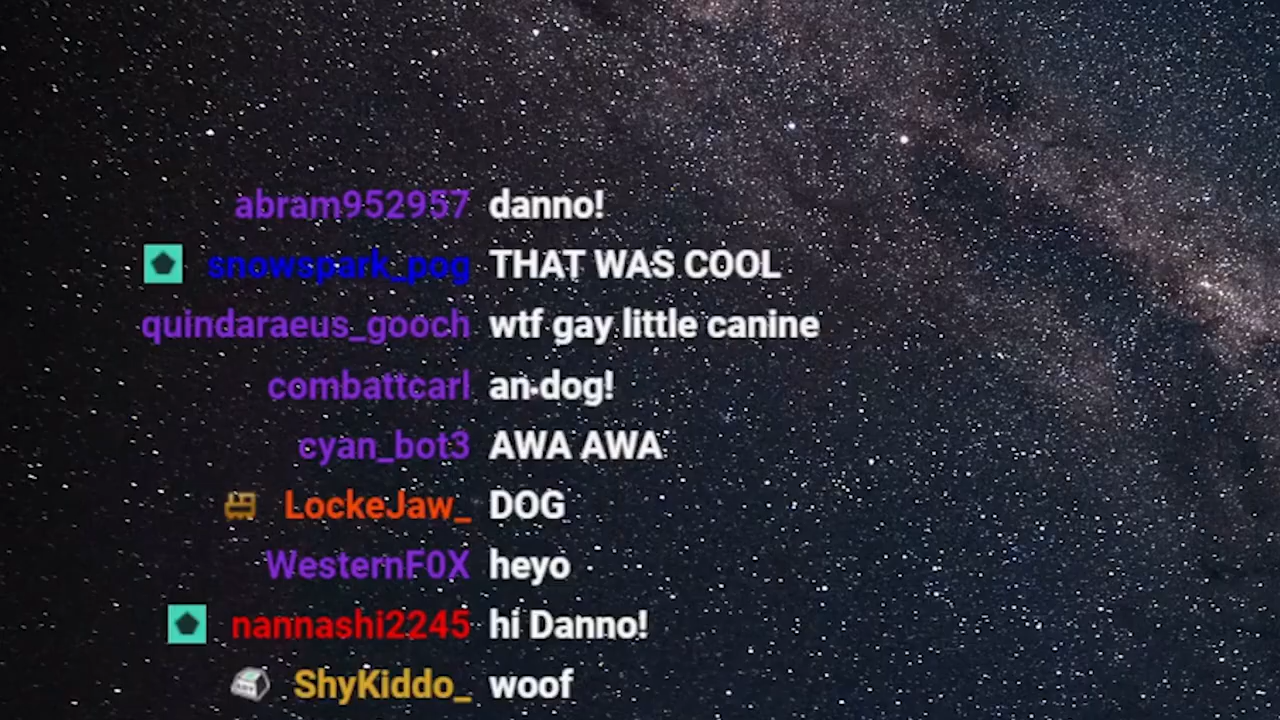 abram952957 danno!
snowspark_pog THAT WAS COOL
quindaraeus_gooch wtf gay little canine
combattcarl an dog!
cyan_bot3 AWA AWA
LockeJaw_ DOG
WesternF0X heyo
nannashi2245 hi Danno!
ShyKiddo_ woof